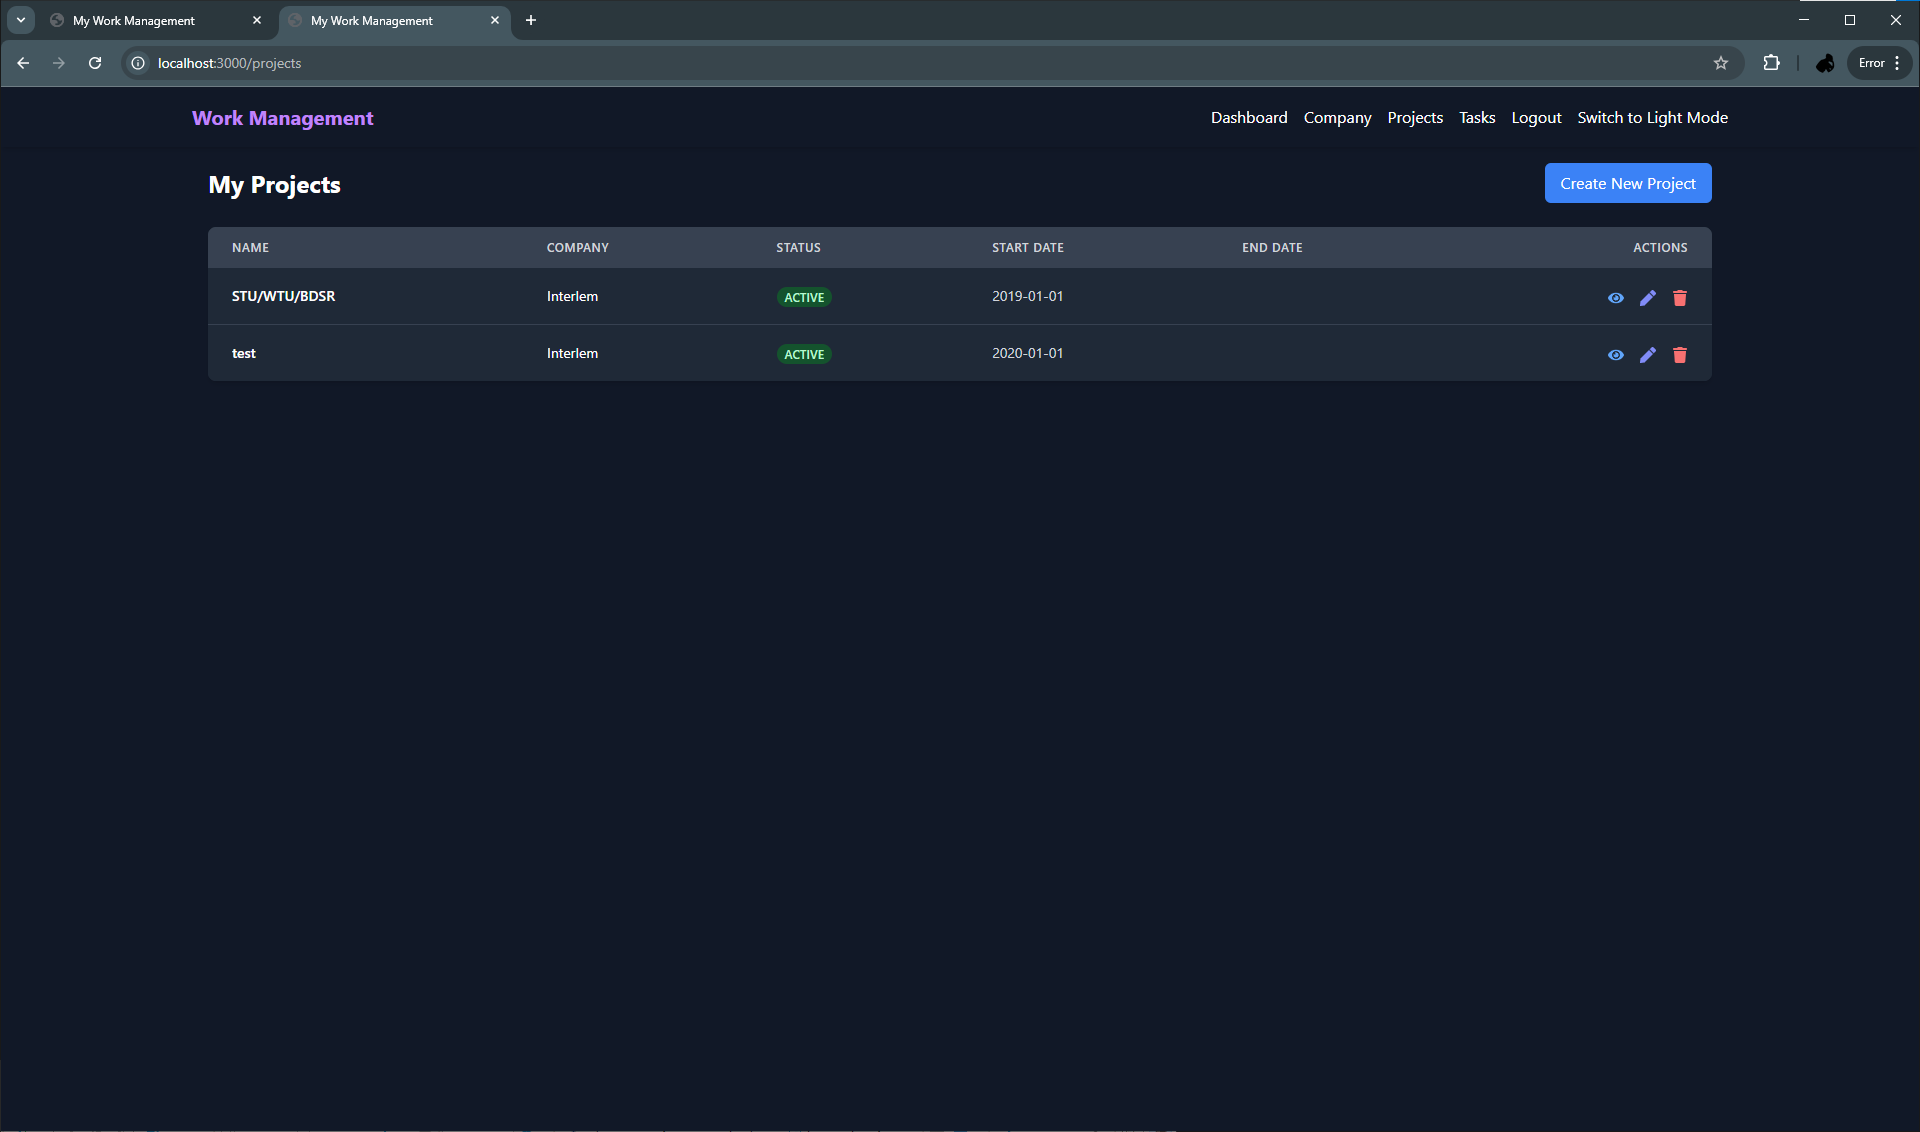 My Work Management
My Work Management
localhost:3000/projects
Error
Work Management
Dashboard Company Projects Tasks Logout Switch to Light Mode
My Projects
Create New Project
NAME COMPANY STATUS START DATE END DATE ACTIONS
STU/WTU/BDSR Interlem ACTIVE 2019-01-01
test Interlem ACTIVE 2020-01-01